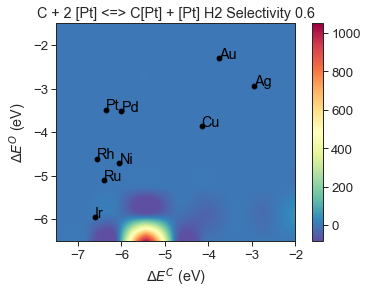 C + 2 [Pt] <=> C[Pt] + [Pt] H2 Selectivity 0.6
1000
800
600
400
200
0
−2
−3
−4
−5
−6
ΔE^O (eV)
Au
Ag
Pt Pd
Cu
Rh Ni
Ru
Ir
−7 −6 −5 −4 −3 −2
ΔE^C (eV)